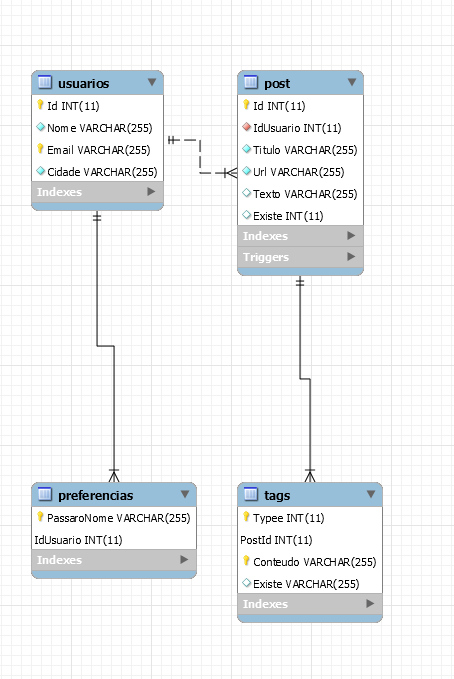 usuarios
Id INT(11)
Nome VARCHAR(255)
Email VARCHAR(255)
Cidade VARCHAR(255)
Indexes
post
Id INT(11)
IdUsuario INT(11)
Titulo VARCHAR(255)
Url VARCHAR(255)
Texto VARCHAR(255)
Existe INT(11)
Indexes
Triggers
preferencias
PassaroNome VARCHAR(255)
IdUsuario INT(11)
Indexes
tags
Typee INT(11)
PostId INT(11)
Conteudo VARCHAR(255)
Existe VARCHAR(255)
Indexes